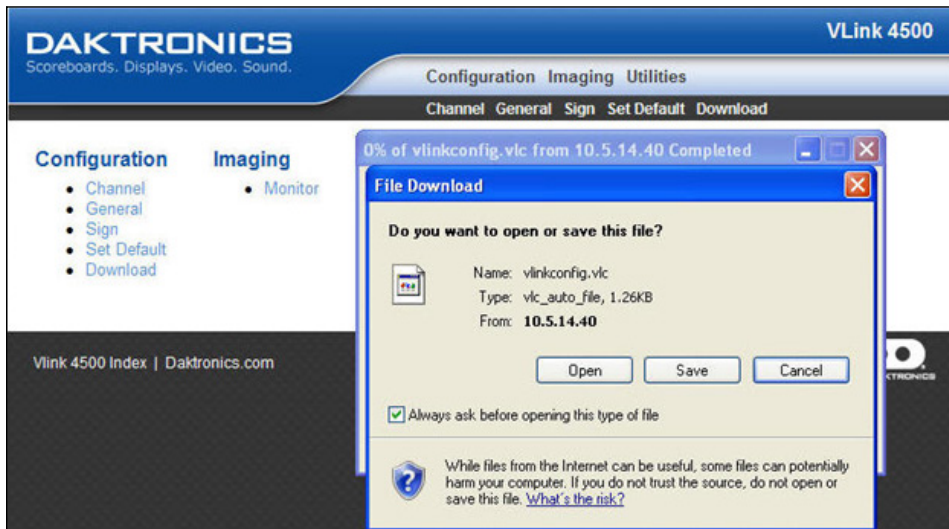 DAKTRONICS
VLink 4500
Scoreboards. Displays. Video. Sound.
Configuration Imaging Utilities
Channel General Sign Set Default Download
Configuration
Channel
General
Sign
Set Default
Download
Imaging
Monitor
0% of vlinkconfig.vlc from 10.5.14.40 Completed
File Download
Do you want to open or save this file?
Name: vlinkconfig.vlc
Type: vlc_auto_file, 1.26KB
From: 10.5.14.40
Open Save Cancel
Always ask before opening this type of file
While files from the Internet can be useful, some files can potentially
harm your computer. If you do not trust the source, do not open or
save this file. What's the risk?
Vlink 4500 Index | Daktronics.com